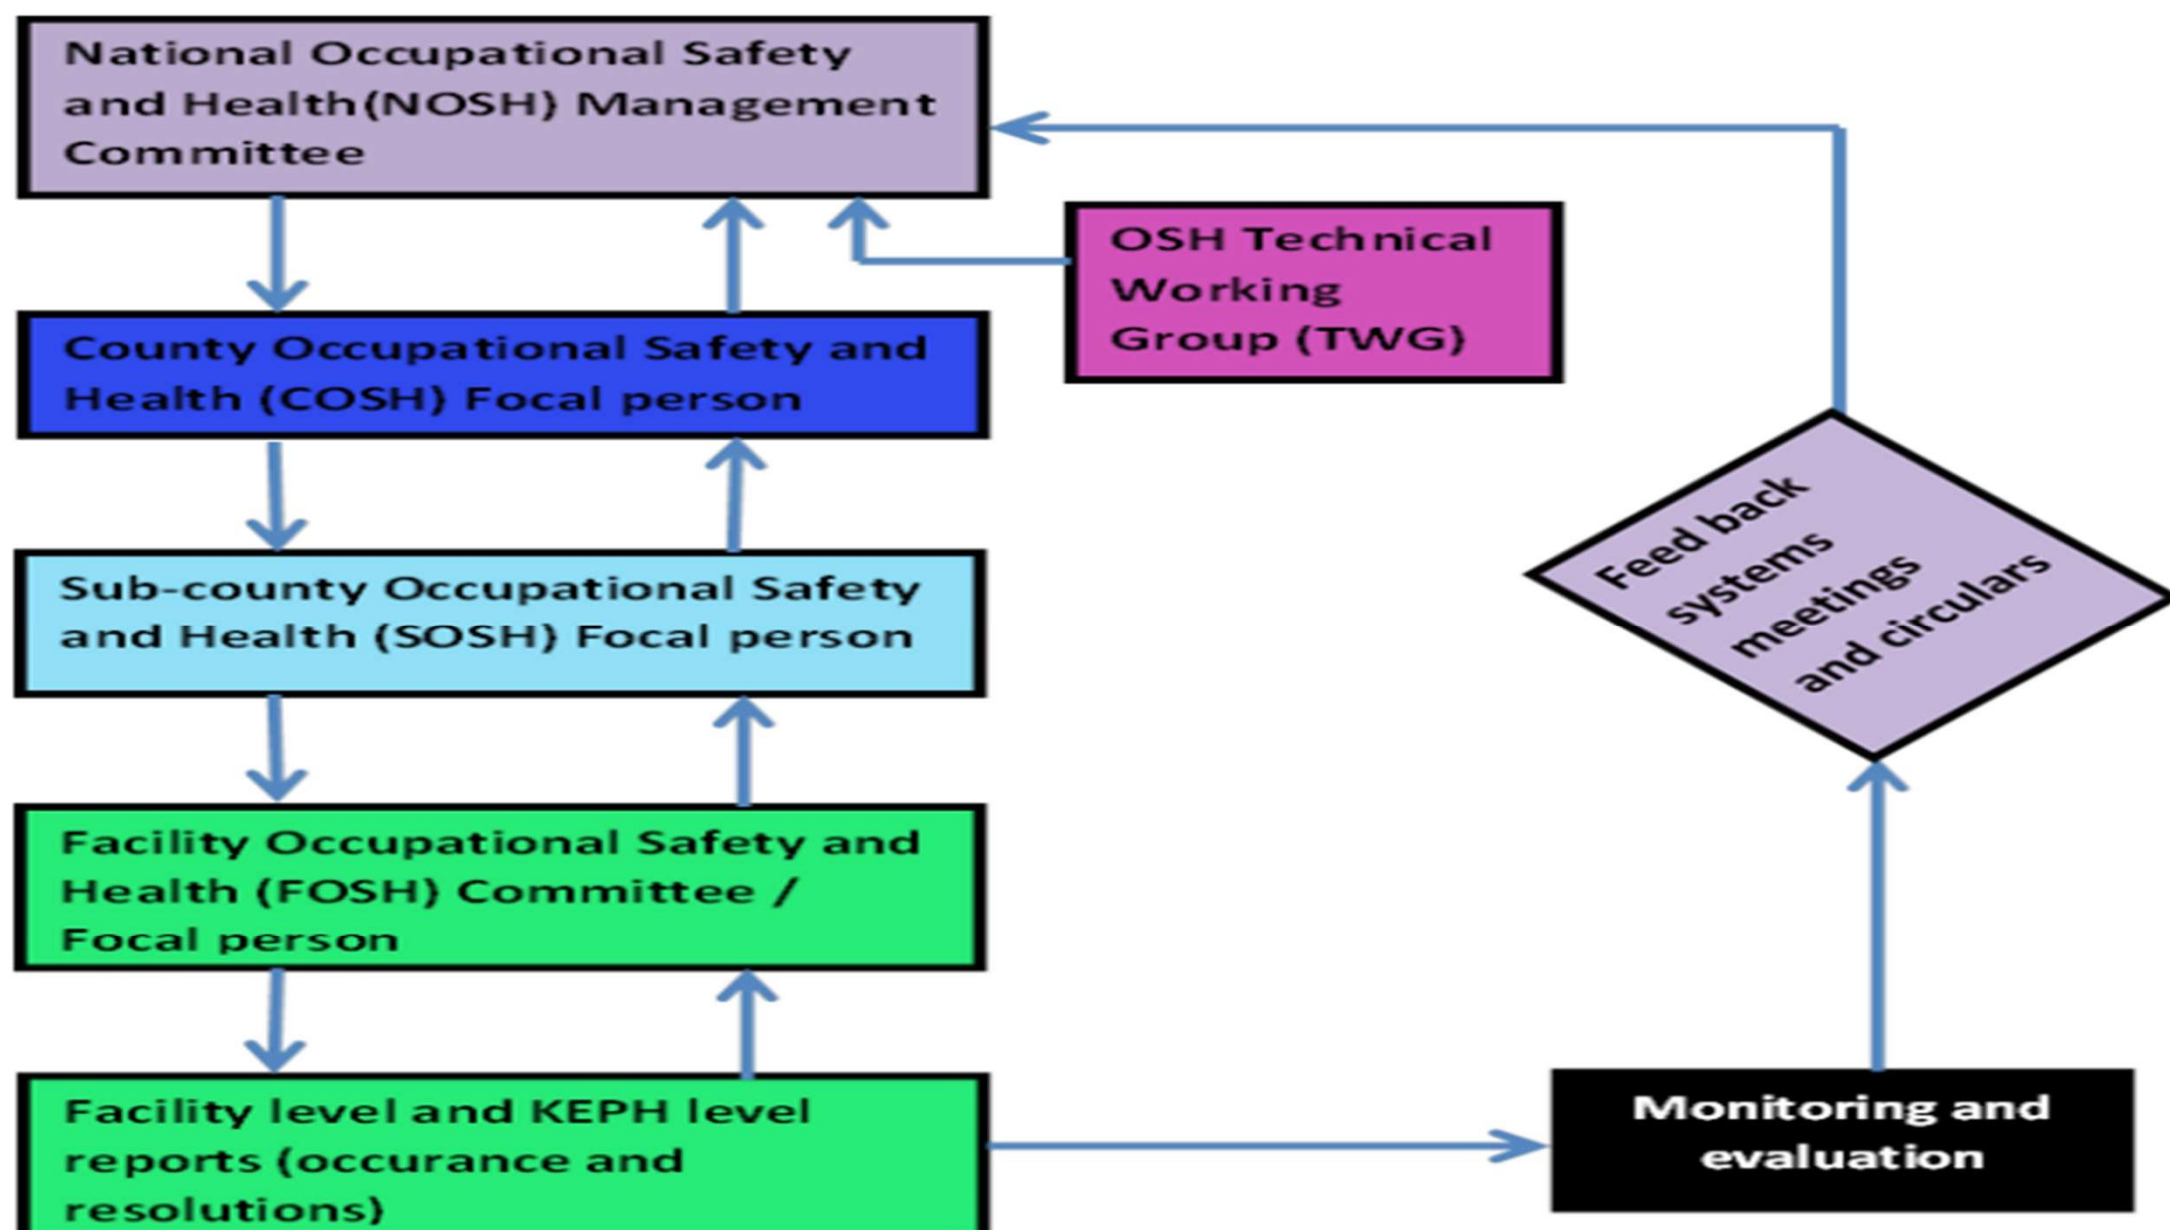 National Occupational Safety
and Health(NOSH) Management
Committee
OSH Technical
Working
Group (TWG)
County Occupational Safety and
Health (COSH) Focal person
Sub-county Occupational Safety
and Health (SOSH) Focal person
Feed back
systems
meetings
and circulars
Facility Occupational Safety and
Health (FOSH) Committee /
Focal person
Facility level and KEPH level
reports (occurance and
resolutions)
Monitoring and
evaluation